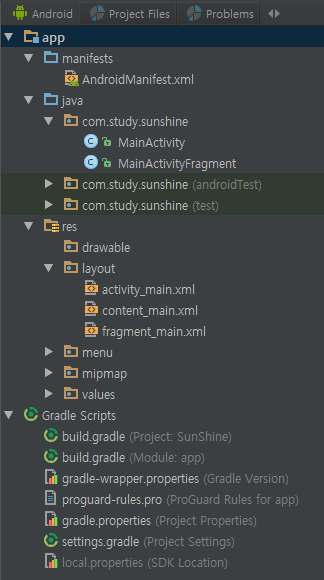 Android Project Files Problems
app
manifests
AndroidManifest.xml
java
com.study.sunshine
C MainActivity
C MainActivityFragment
com.study.sunshine (androidTest)
com.study.sunshine (test)
res
drawable
layout
activity_main.xml
content_main.xml
fragment_main.xml
menu
mipmap
values
Gradle Scripts
build.gradle (Project: SunShine)
build.gradle (Module: app)
gradle-wrapper.properties (Gradle Version)
proguard-rules.pro (ProGuard Rules for app)
gradle.properties (Project Properties)
settings.gradle (Project Settings)
local.properties (SDK Location)